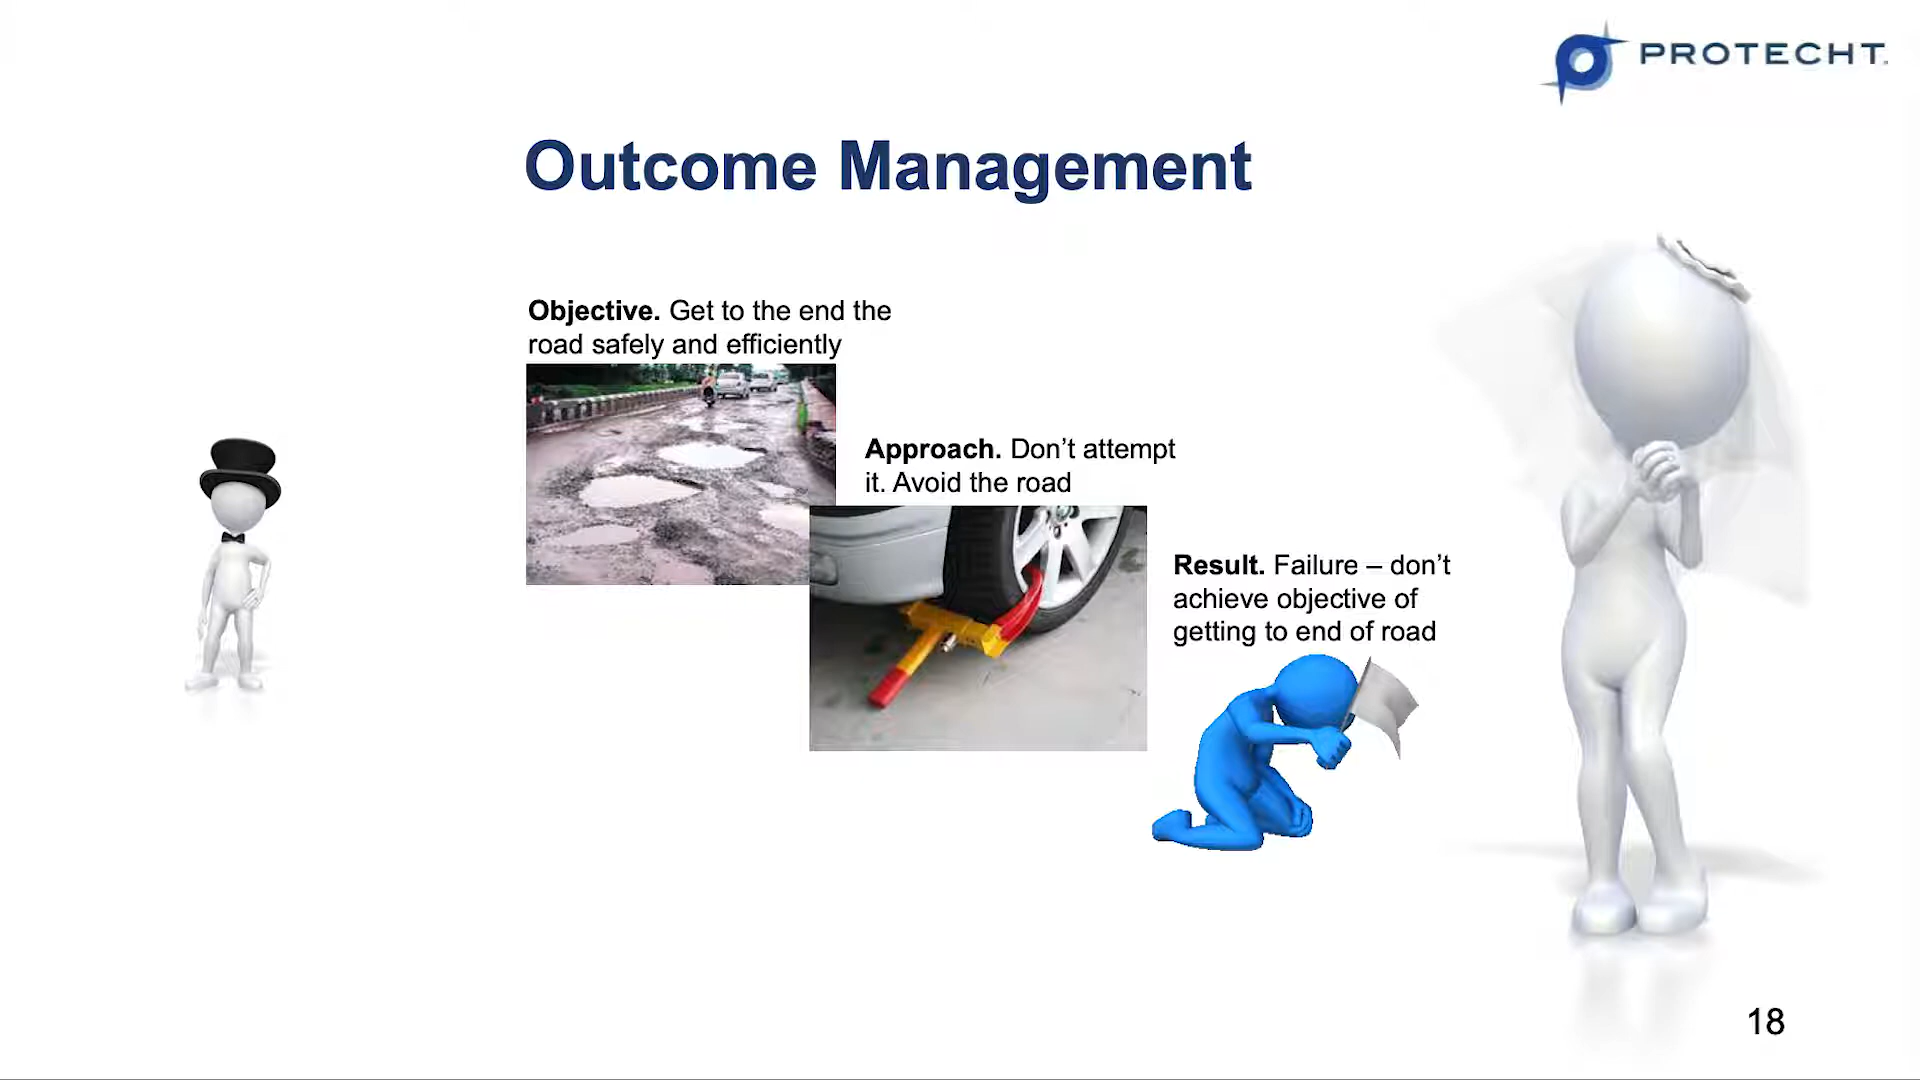 PROTECHT
Outcome Management
Objective. Get to the end the
road safely and efficiently
Approach. Don’t attempt
it. Avoid the road
Result. Failure – don’t
achieve objective of
getting to end of road
18